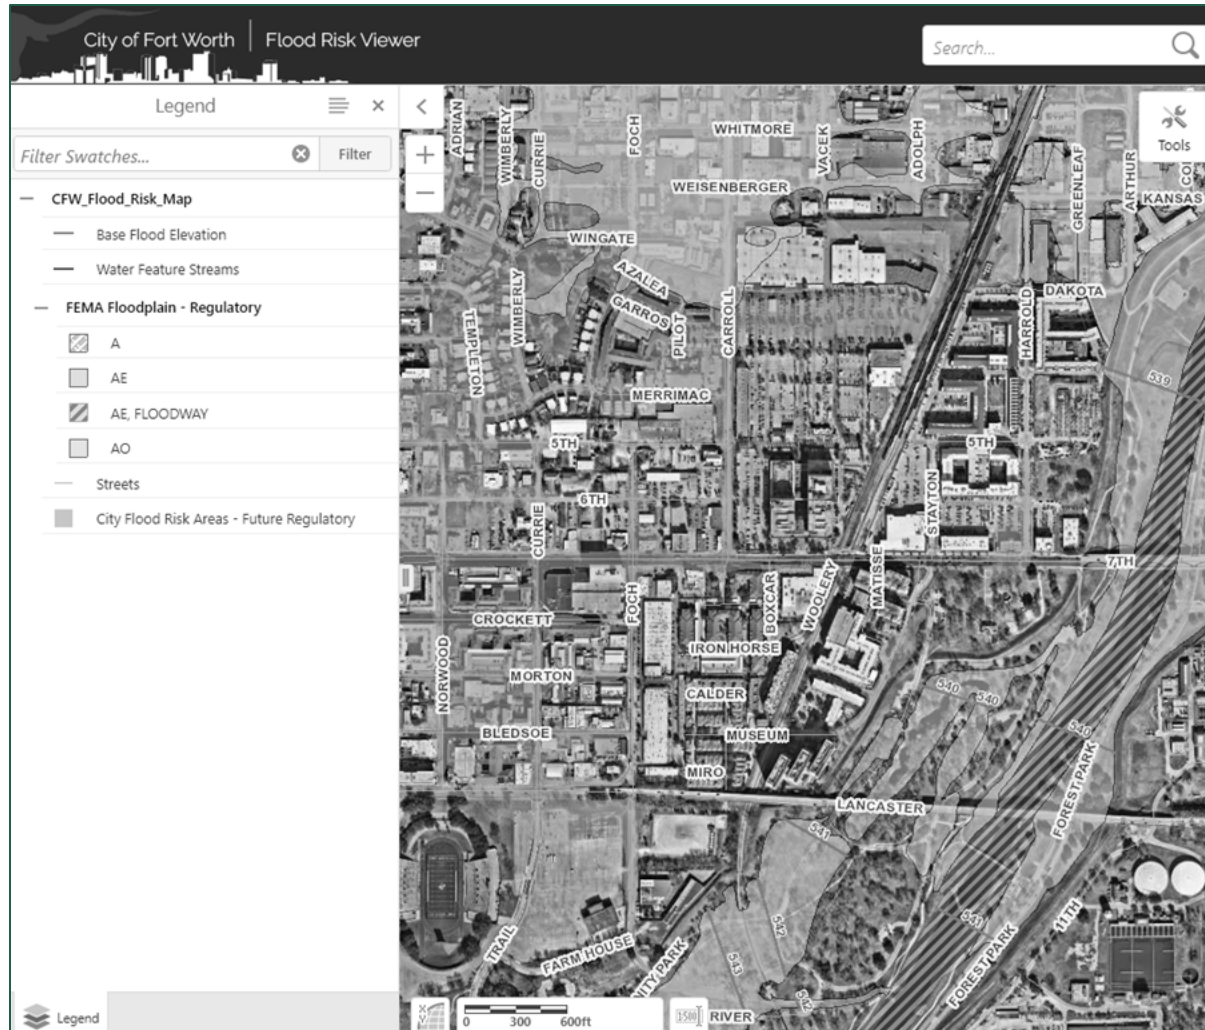 City of Fort Worth
Flood Risk Viewer
Search...
Legend
Filter Swatches...
Filter
CFW_Flood_Risk_Map
Base Flood Elevation
Water Feature Streams
FEMA Floodplain - Regulatory
A
AE
AE, FLOODWAY
AO
Streets
City Flood Risk Areas - Future Regulatory
Legend
Tools
ADRIAN
WIMBERLY
CURRIE
FOCH
WHITMORE
VACEK
ADOLPH
GREENLEAF
ARTHUR
CO
KANSAS
WEISENBERGER
WINGATE
AZALEA
GARROS
PILOT
CARROLL
WIMBERLY
TEMPLETON
HARROLD
DAKOTA
539
MERRIMAC
5TH
5TH
6TH
CURRIE
STAYTON
7TH
FOCH
BOXCAR
WOOLERY
MATISSE
CROCKETT
IRON HORSE
NORWOOD
MORTON
CALDER
540
540
540
BLEDSOE
MUSEUM
MIRO
FOREST PARK
LANCASTER
541
541
542
543
542
TRAIL
FARM HOUSE
NITY PARK
FOREST PARK
11TH
RIVER
X
Y
0 300 600ft